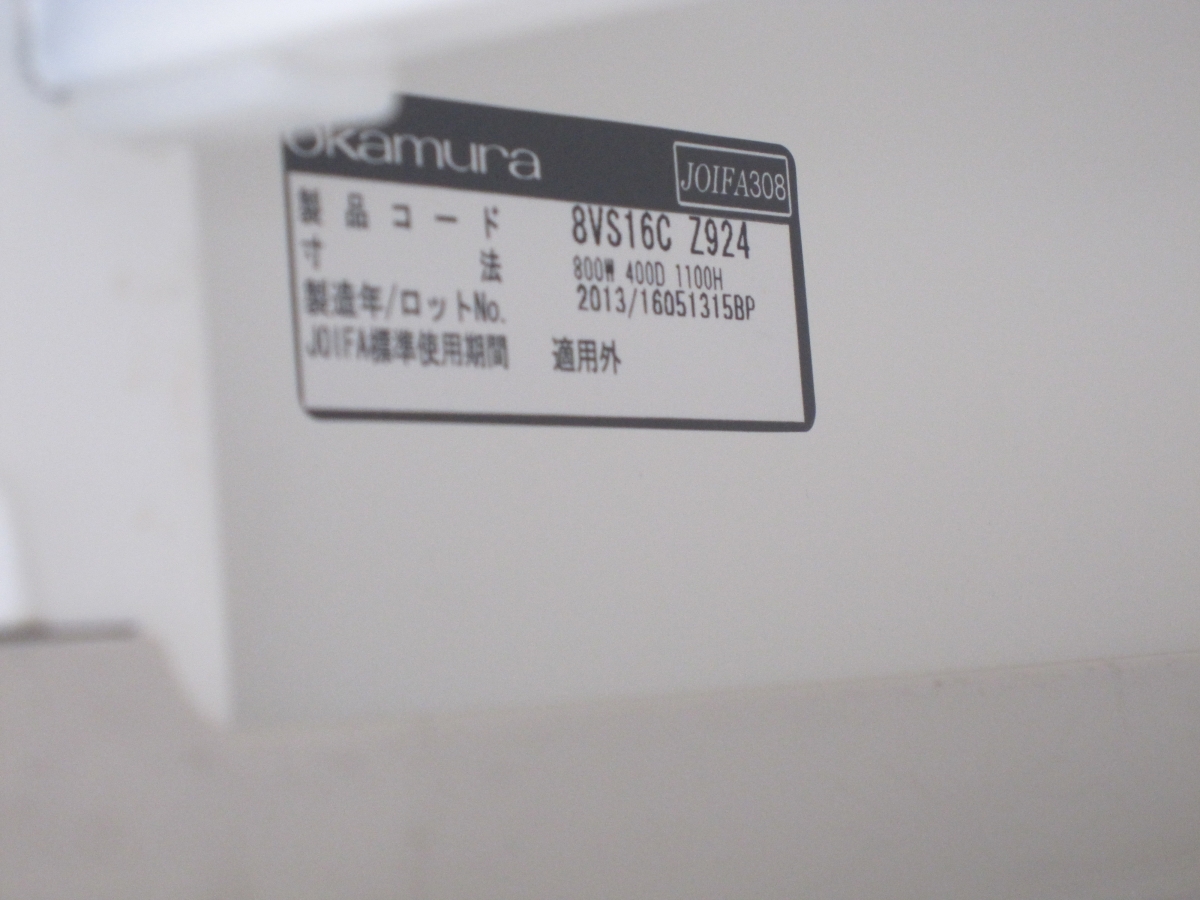 okamura JOIFA308
製品コード 8VS16C Z924
寸法 800W 400D 1100H
製造年/ロットNo. 2013/16051315BP
JOIFA標準使用期間 適用外